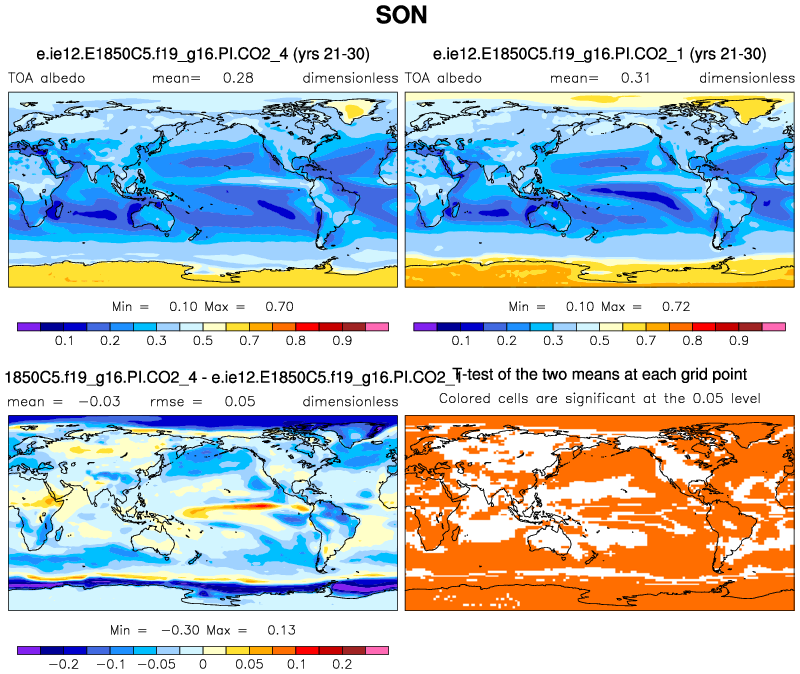 SON
e.ie12.E1850C5.f19_g16.PI.CO2_4 (yrs 21-30)
TOA albedo mean= 0.28 dimensionless
Min = 0.10 Max = 0.70
0.1 0.2 0.3 0.5 0.7 0.8 0.9
e.ie12.E1850C5.f19_g16.PI.CO2_1 (yrs 21-30)
TOA albedo mean= 0.31 dimensionless
Min = 0.10 Max = 0.72
0.1 0.2 0.3 0.5 0.7 0.8 0.9
1850C5.f19_g16.PI.CO2_4 - e.ie12.E1850C5.f19_g16.PI.CO2_
mean = −0.03 rmse = 0.05 dimensionless
Min = −0.30 Max = 0.13
−0.2 −0.1 −0.05 0 0.05 0.1 0.2
T-test of the two means at each grid point
Colored cells are significant at the 0.05 level